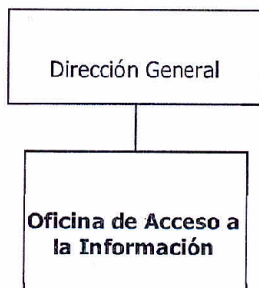 Dirección General
Oficina de Acceso a
la Información